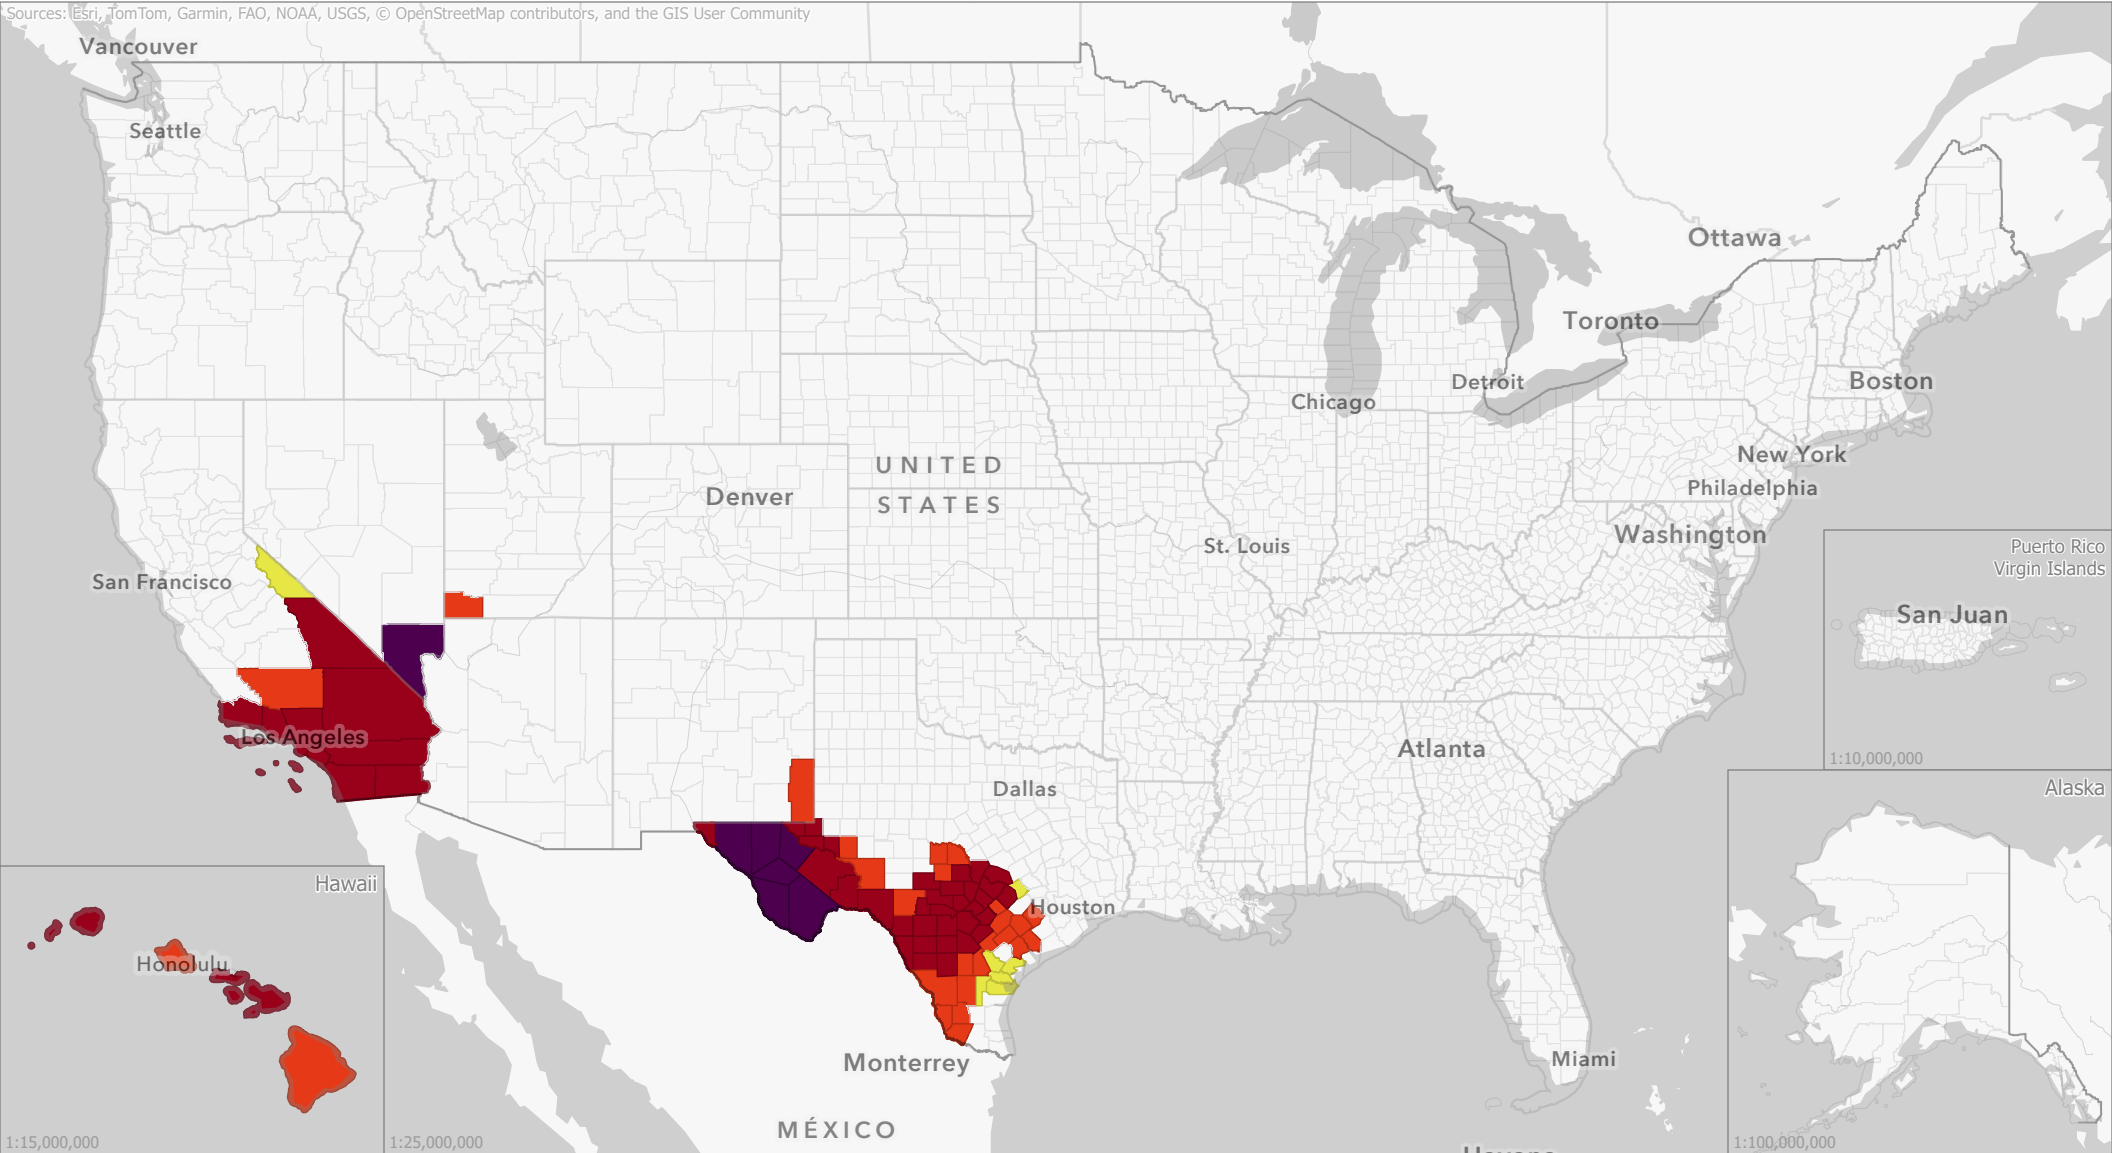 Sources: Esri, TomTom, Garmin, FAO, NOAA, USGS, © OpenStreetMap contributors, and the GIS User Community
Vancouver
Seattle
Ottawa
Toronto
Detroit
Boston
Chicago
New York
UNITED
STATES
Denver
Philadelphia
Washington
St. Louis
San Francisco
Puerto Rico
Virgin Islands
San Juan
1:10,000,000
Los Angeles
Atlanta
Dallas
Alaska
Hawaii
Houston
Honolulu
Monterrey
Miami
MÉXICO
1:15,000,000
1:25,000,000
1:100,000,000